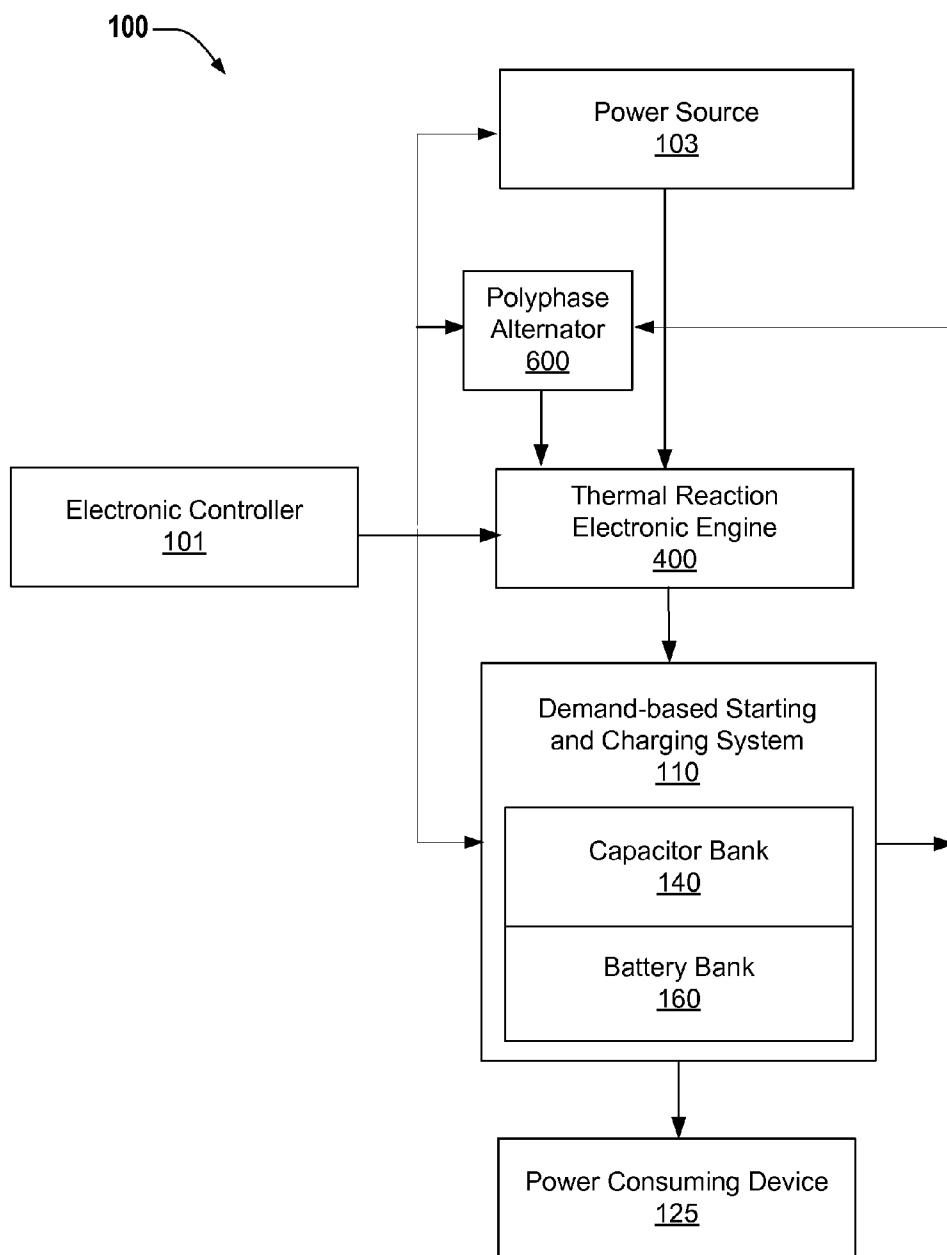 100
Power Source
103
Polyphase
Alternator
600
Electronic Controller
101
Thermal Reaction
Electronic Engine
400
Demand-based Starting
and Charging System
110
Capacitor Bank
140
Battery Bank
160
Power Consuming Device
125